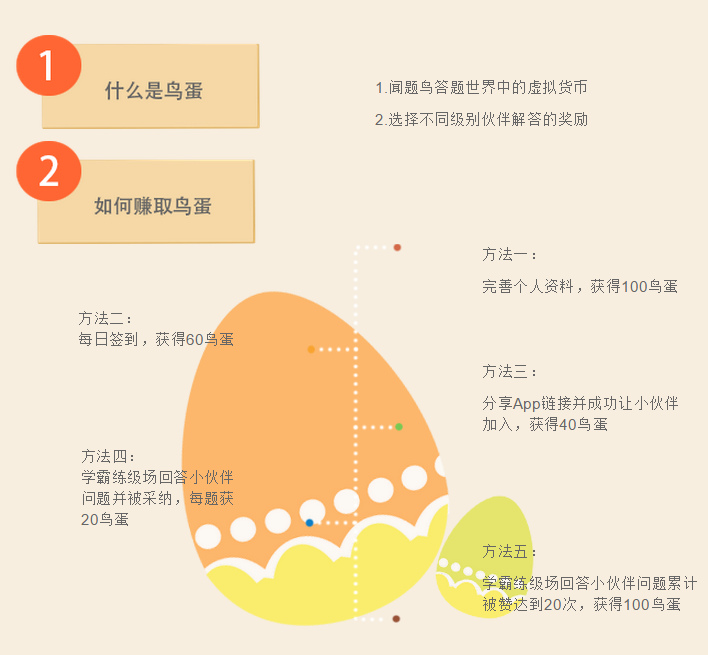 1
什么是鸟蛋
1.闻题鸟答题世界中的虚拟货币
2.选择不同级别伙伴解答的奖励
2
如何赚取鸟蛋
方法一：
完善个人资料，获得100鸟蛋
方法二：
每日签到，获得60鸟蛋
方法三：
分享App链接并成功让小伙伴
加入，获得40鸟蛋
方法四：
学霸练级场回答小伙伴
问题并被采纳，每题获
20鸟蛋
方法五：
学霸练级场回答小伙伴问题累计
被赞达到20次，获得100鸟蛋